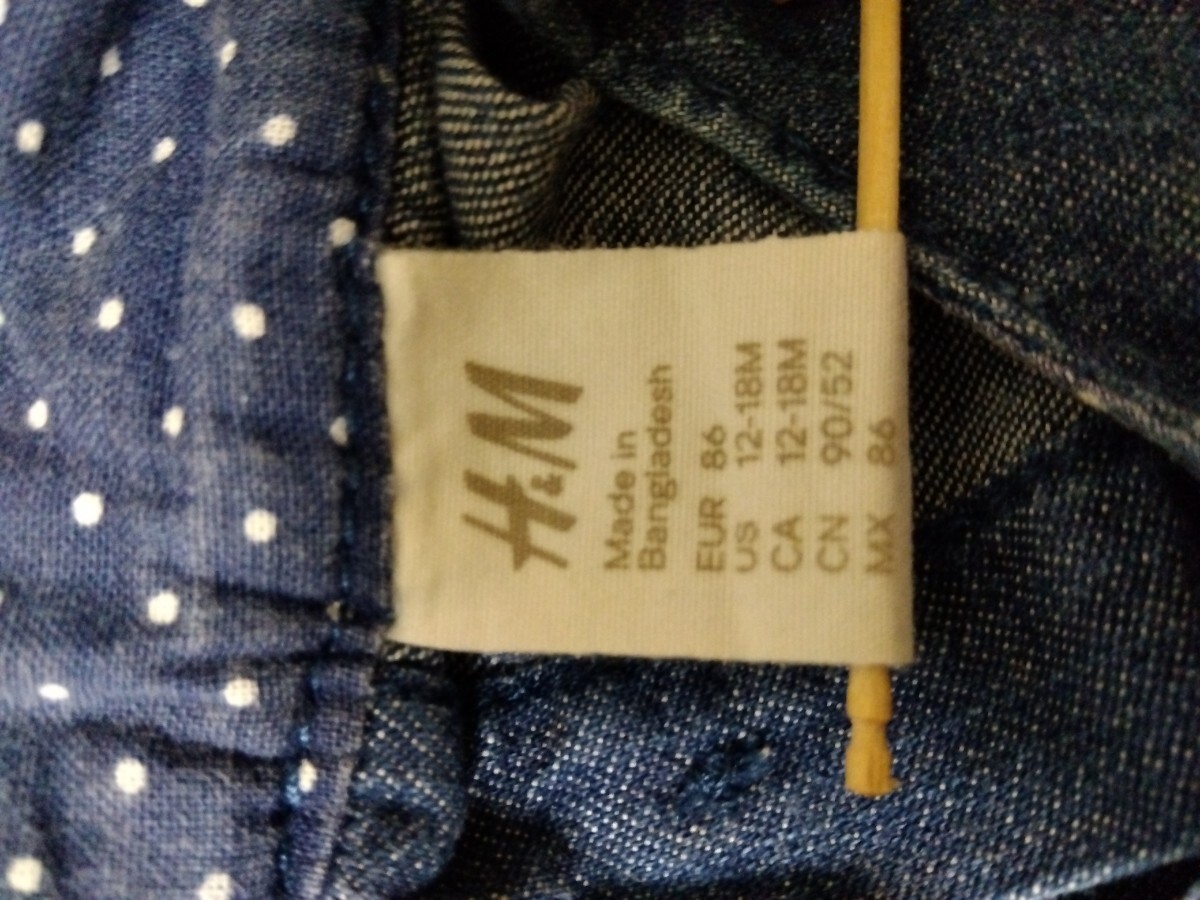 H&M
Made in
Bangladesh
EUR 86
US 12-18M
CA 12-18M
CN 90/52
MX 86